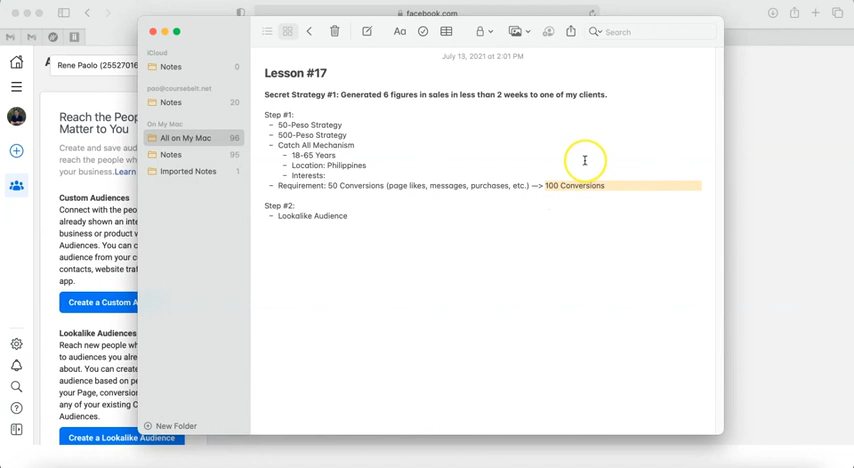 facebook.com
Rene Paolo (25527016
Reach the Peop
Matter to You
Create and save aud
reach the people whe
your business. Learn
Custom Audiences
Connect with the peo
already shown an inte
business or product w
Audiences. You can c
audience from your c
contacts, website traf
app.
Create a Custom A
Lookalike Audiences
Reach new people wh
to audiences you alre
about. You can create
audience based on pe
your Page, conversion
any of your existing C
Audiences.
Create a Lookalike Audience
iCloud
Notes 0
pao@coursebelt.net
Notes 20
On My Mac
All on My Mac 96
Notes 95
Imported Notes 1
New Folder
Aa
Search
July 13, 2021 at 2:01 PM
Lesson #17
Secret Strategy #1: Generated 6 figures in sales in less than 2 weeks to one of my clients.
Step #1:
- 50-Peso Strategy
- 500-Peso Strategy
- Catch All Mechanism
- 18-65 Years
- Location: Philippines
- Interests:
- Requirement: 50 Conversions (page likes, messages, purchases, etc.) —> 100 Conversions
Step #2:
- Lookalike Audience